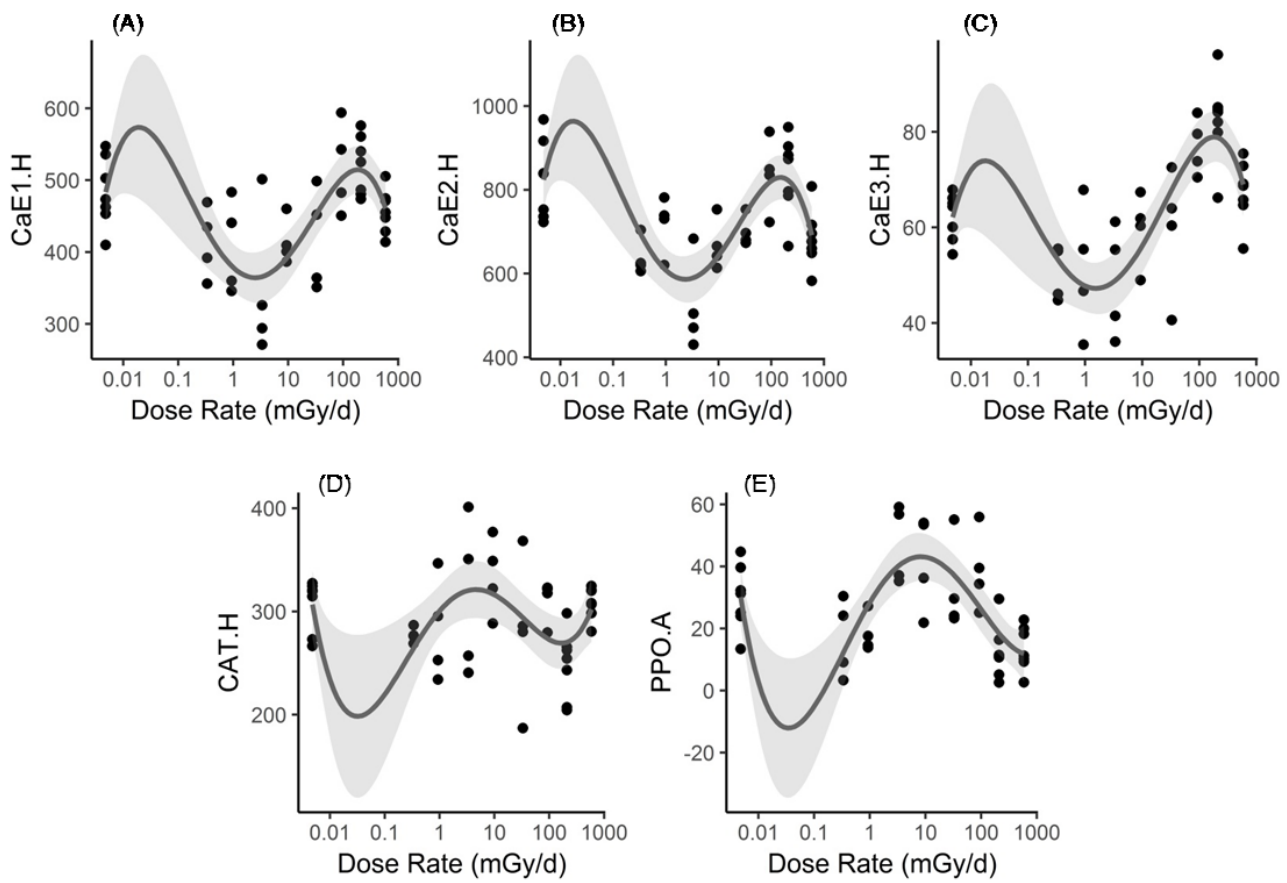 (A)
CaE1.H
600
500
400
300
0.01 0.1 1 10 100 1000
Dose Rate (mGy/d)
(B)
CaE2.H
1000
800
600
400
0.01 0.1 1 10 100 1000
Dose Rate (mGy/d)
(C)
CaE3.H
80
60
40
0.01 0.1 1 10 100 1000
Dose Rate (mGy/d)
(D)
CAT.H
400
300
200
0.01 0.1 1 10 100 1000
Dose Rate (mGy/d)
(E)
PPO.A
60
40
20
0
-20
0.01 0.1 1 10 100 1000
Dose Rate (mGy/d)